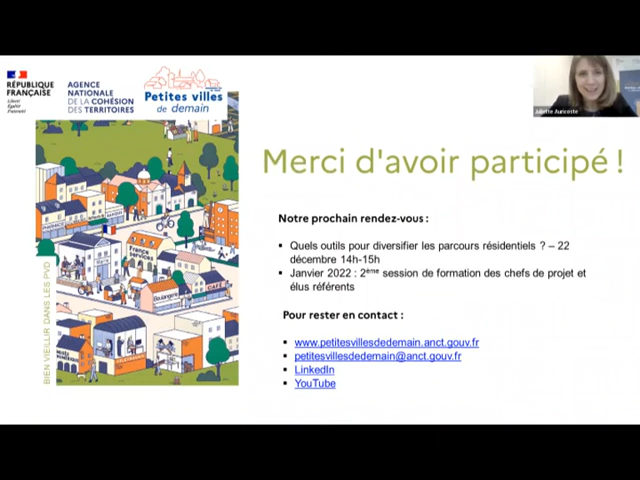 RÉPUBLIQUE
FRANÇAISE
Liberté
Égalité
Fraternité
AGENCE
NATIONALE
DE LA COHÉSION
DES TERRITOIRES
Petites villes
de demain
Juliette Auricoste
Merci d'avoir participé !
Notre prochain rendez-vous :
▪ Quels outils pour diversifier les parcours résidentiels ? – 22
décembre 14h-15h
▪ Janvier 2022 : 2ème session de formation des chefs de projet et
élus référents
Pour rester en contact :
▪ www.petitesvillesdedemain.anct.gouv.fr
▪ petitesvillesdedemain@anct.gouv.fr
▪ LinkedIn
▪ YouTube
BIEN VIEILLIR DANS LES PVD
France
Services
Boulangerie
CAFÉ
MUSÉE
NUMÉRIQUE